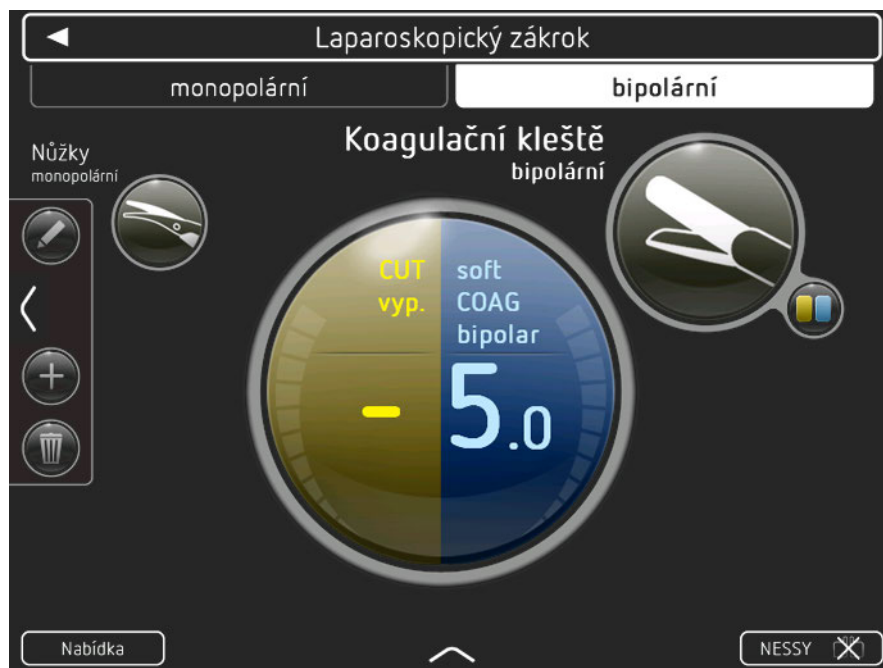 Laparoskopický zákrok
monopolární
bipolární
Koagulační kleště
bipolární
Nůžky
monopolární
CUT
vyp.
soft
COAG
bipolar
-
5.0
Nabídka
NESSY